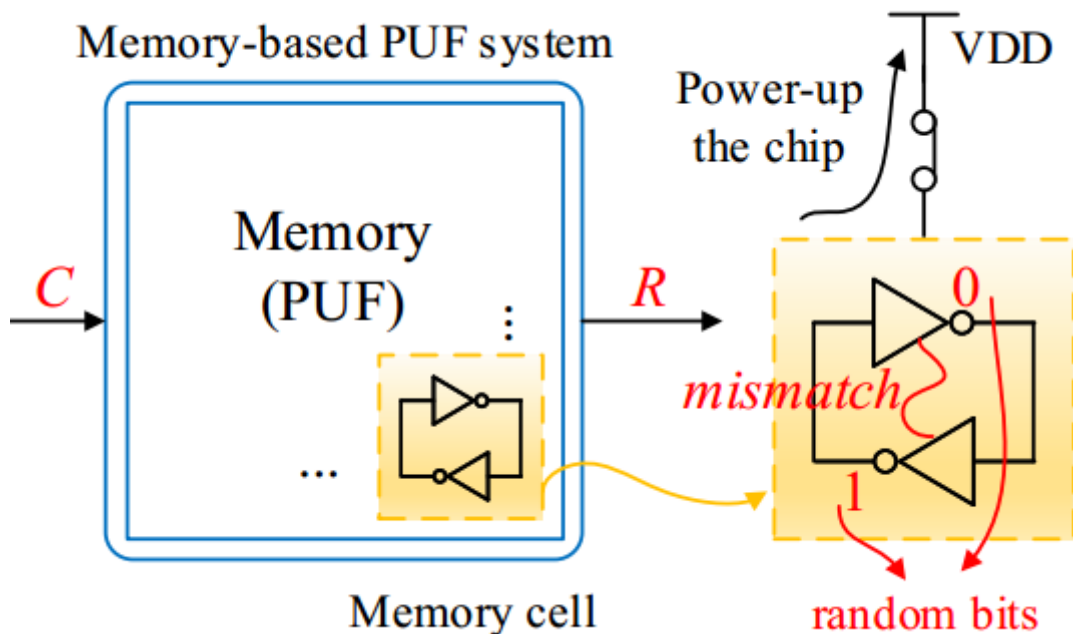 Memory-based PUF system
VDD
Power-up
the chip
Memory
(PUF)
C
R
...
...
0
mismatch
1
Memory cell
random bits